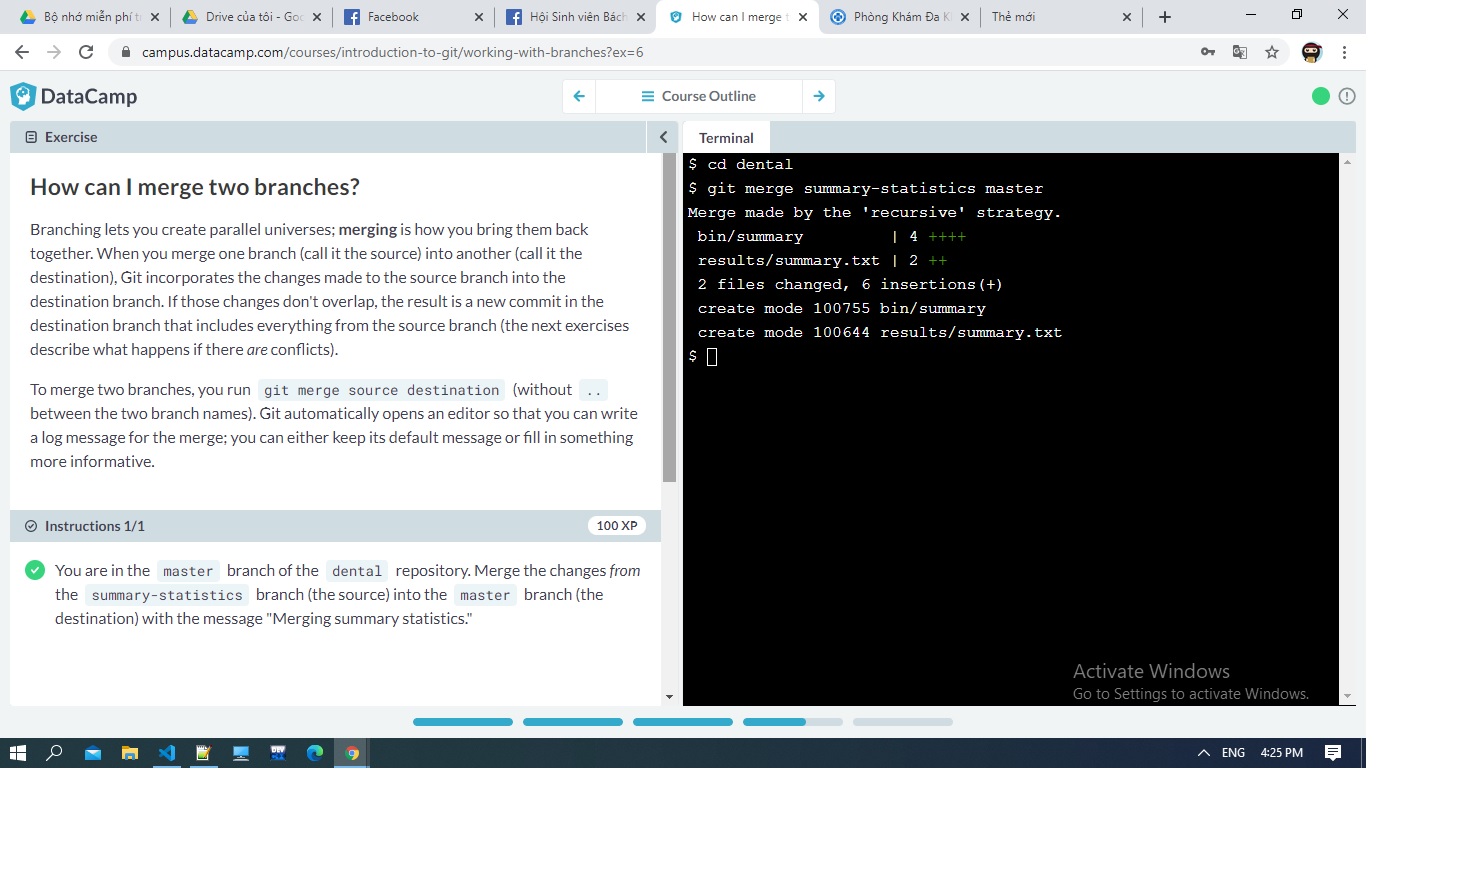 Bộ nhớ miễn phí t
Drive của tôi - Goo
Facebook
Hội Sinh viên Bách
How can I merge t
Phòng Khám Đa K
Thẻ mới
campus.datacamp.com/courses/introduction-to-git/working-with-branches?ex=6
DataCamp
Course Outline
Exercise
How can I merge two branches?
Branching lets you create parallel universes; merging is how you bring them back
together. When you merge one branch (call it the source) into another (call it the
destination), Git incorporates the changes made to the source branch into the
destination branch. If those changes don't overlap, the result is a new commit in the
destination branch that includes everything from the source branch (the next exercises
describe what happens if there are conflicts).
To merge two branches, you run git merge source destination (without ..
between the two branch names). Git automatically opens an editor so that you can write
a log message for the merge; you can either keep its default message or fill in something
more informative.
Instructions 1/1
100 XP
You are in the master branch of the dental repository. Merge the changes from
the summary-statistics branch (the source) into the master branch (the
destination) with the message "Merging summary statistics."
Terminal
$ cd dental
$ git merge summary-statistics master
Merge made by the 'recursive' strategy.
bin/summary | 4 ++++
results/summary.txt | 2 ++
2 files changed, 6 insertions(+)
create mode 100755 bin/summary
create mode 100644 results/summary.txt
$
Activate Windows
Go to Settings to activate Windows.
DEV
ENG
4:25 PM